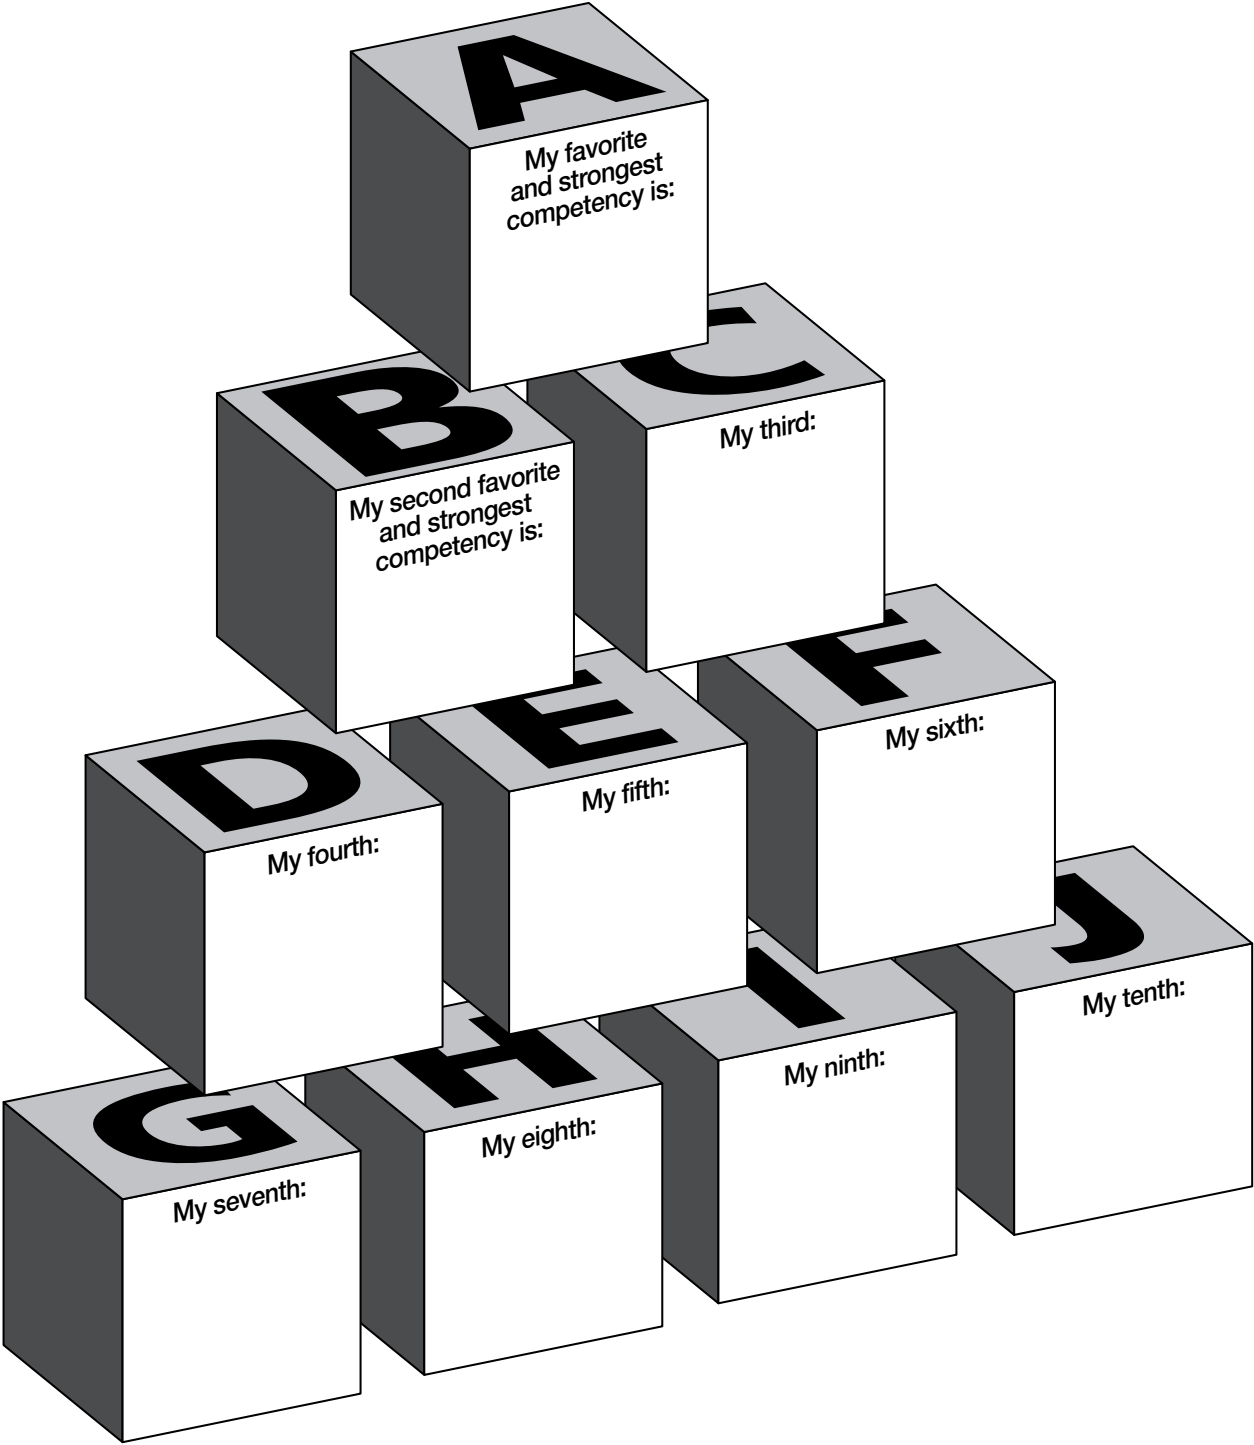 A
My favorite
and strongest
competency is:
B
My second favorite
and strongest
competency is:
C
My third:
D
My fourth:
E
My fifth:
F
My sixth:
G
My seventh:
H
My eighth:
I
My ninth:
J
My tenth: